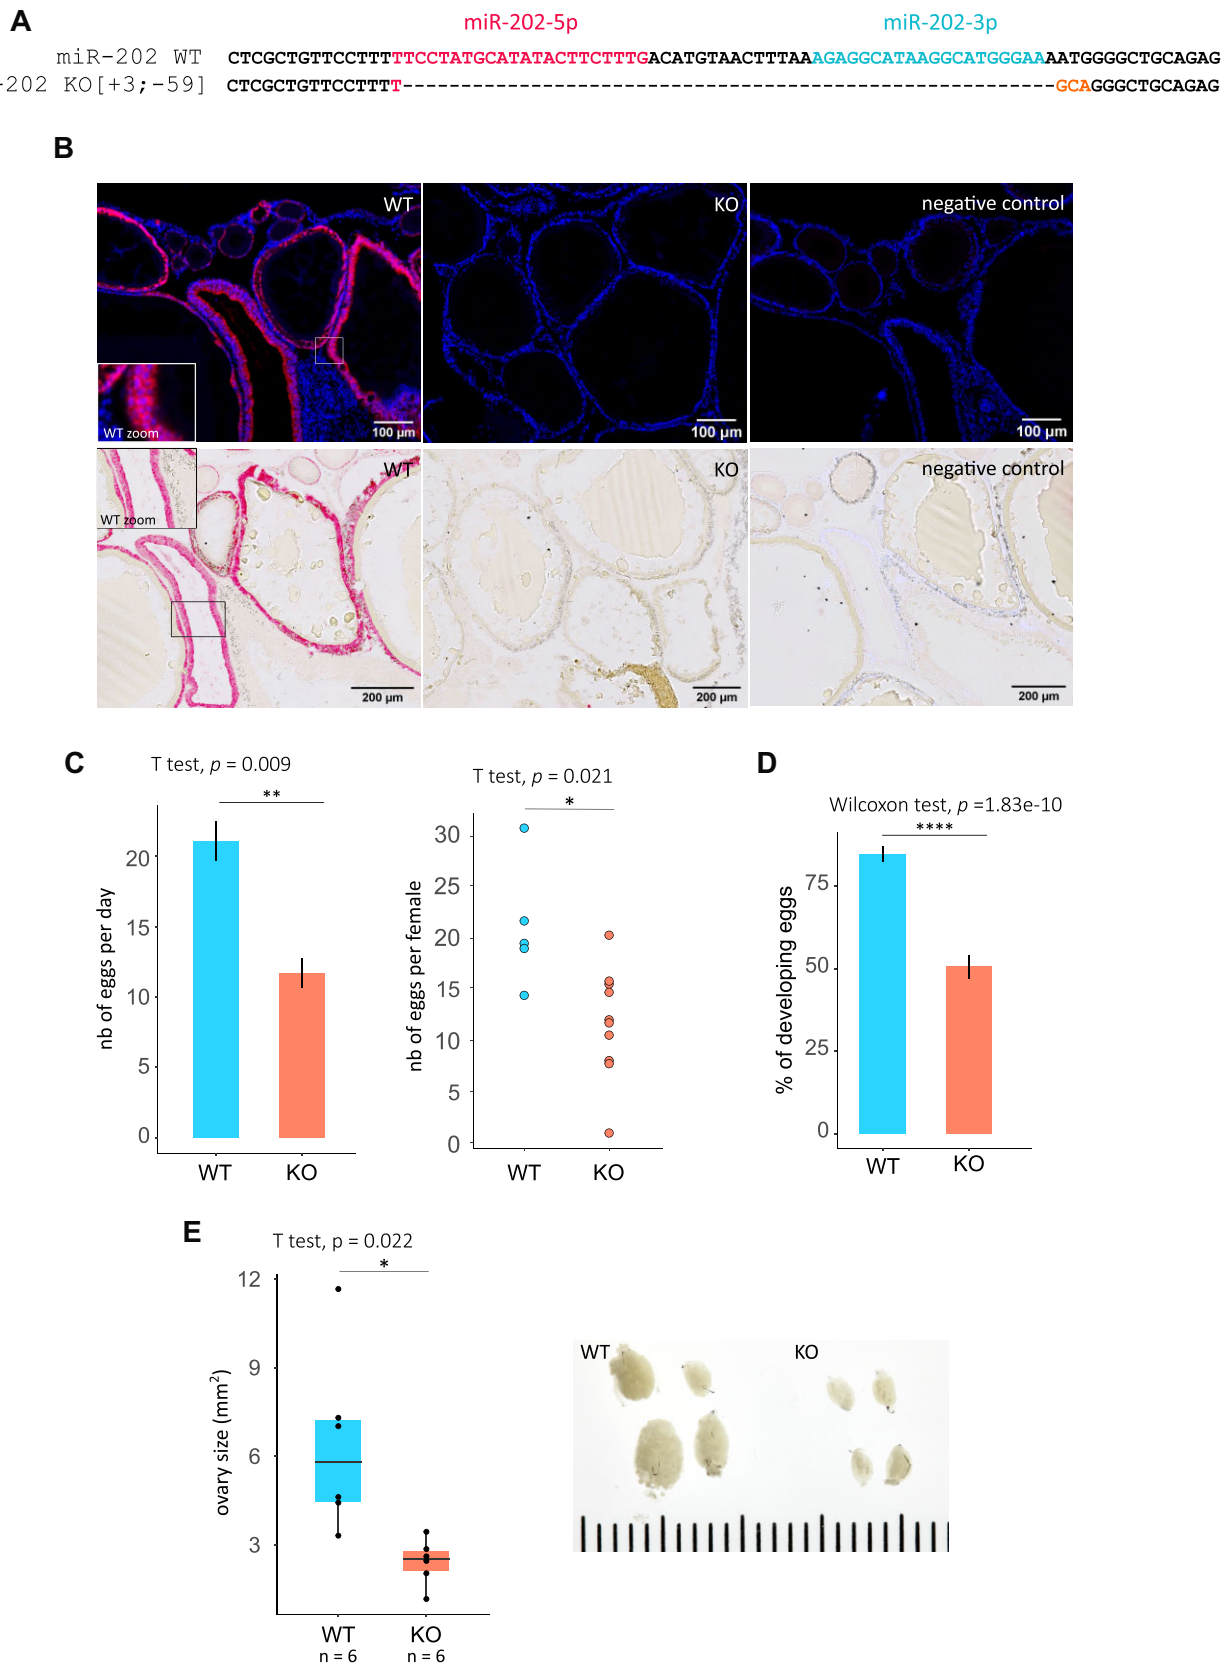 A
miR-202-5p miR-202-3p
miR-202 WT CTCGCTGTTCCTTTTTCCTATGCATATACTTCTTTGACATGTAACTTTAAAGAGGCATAAGGCATGGGAAAATGGGGCTGCAGAG
-202 KO[+3;-59] CTCGCTGTTCCTTTT--------------------------------------------------------GCAGGGCTGCAGAG
B
WT KO negative control
WT zoom 100 µm 100 µm 100 µm
WT KO negative control
WT zoom
200 µm 200 µm 200 µm
C
T test, p = 0.009
**
nb of eggs per day
20
15
10
5
0
WT KO
T test, p = 0.021
*
nb of eggs per female
30
25
20
15
10
5
0
WT KO
D
Wilcoxon test, p =1.83e-10
****
% of developing eggs
75
50
25
0
WT KO
E
T test, p = 0.022
*
ovary size (mm²)
12
9
6
3
WT KO
n = 6 n = 6
WT KO